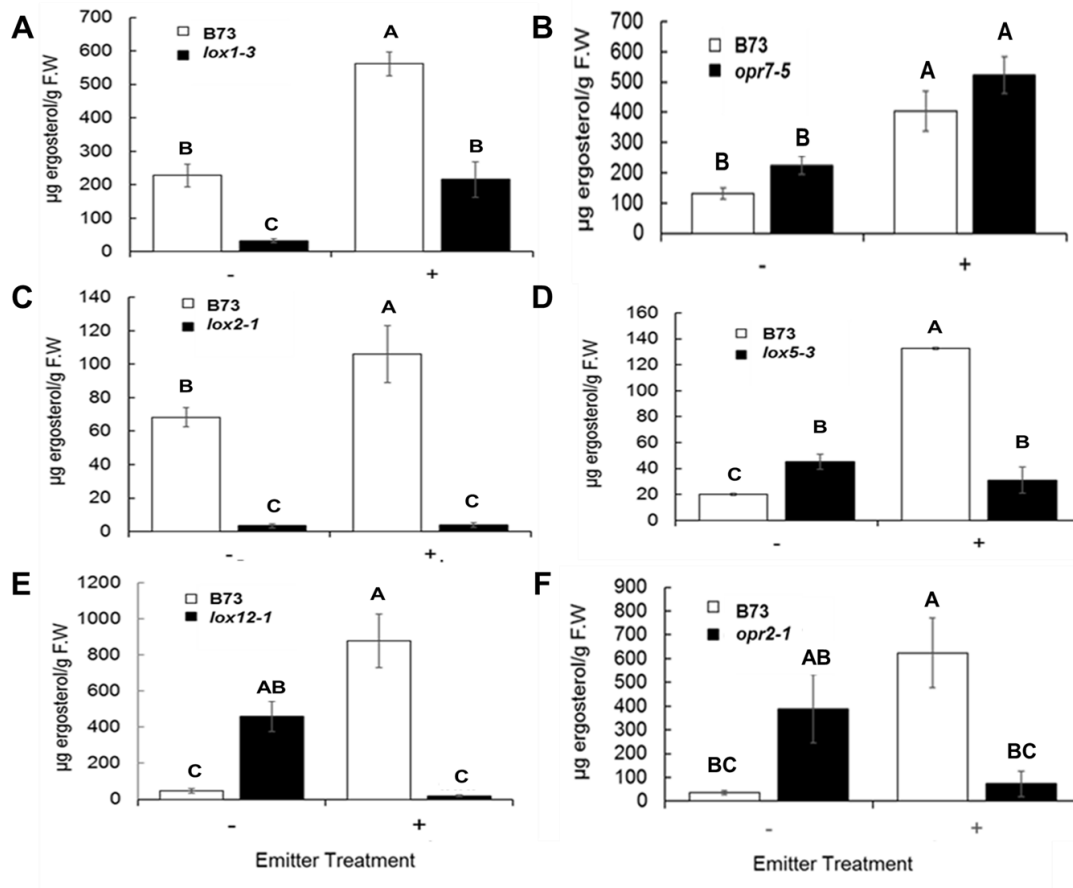 A
µg ergosterol/g F.W
700
600
500
400
300
200
100
0
B73
lox1-3
B
C
A
B
-
+
B
µg ergosterol/g F.W
700
600
500
400
300
200
100
0
B73
opr7-5
B
B
A
A
-
+
C
µg ergosterol/g F.W
140
120
100
80
60
40
20
0
B73
lox2-1
B
C
A
C
-
+
D
µg ergosterol/g F.W
160
140
120
100
80
60
40
20
0
B73
lox5-3
C
B
A
B
-
+
E
µg ergosterol/g F.W
1200
1000
800
600
400
200
0
B73
lox12-1
C
AB
A
C
-
+
Emitter Treatment
F
µg ergosterol/g F.W
900
800
700
600
500
400
300
200
100
0
B73
opr2-1
BC
AB
A
BC
-
+
Emitter Treatment